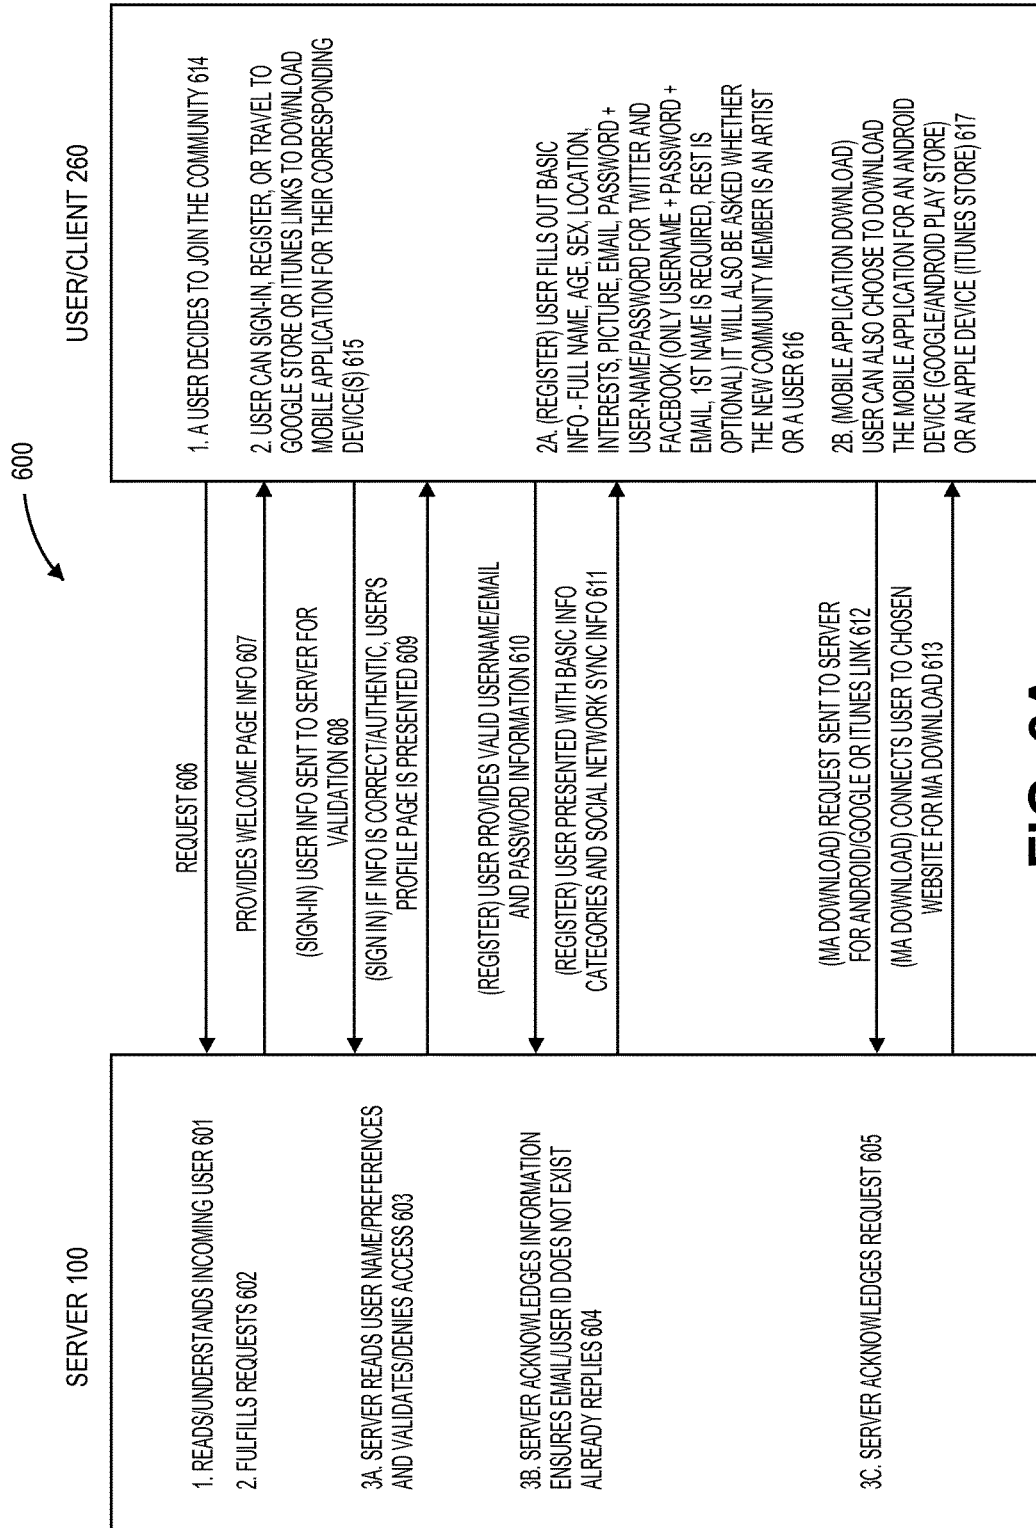 600
SERVER 100
1. READS/UNDERSTANDS INCOMING USER 601
2. FULFILLS REQUESTS 602
3A. SERVER READS USER NAME/PREFERENCES
AND VALIDATES/DENIES ACCESS 603
3B. SERVER ACKNOWLEDGES INFORMATION
ENSURES EMAIL/USER ID DOES NOT EXIST
ALREADY REPLIES 604
3C. SERVER ACKNOWLEDGES REQUEST 605
REQUEST 606
PROVIDES WELCOME PAGE INFO 607
(SIGN-IN) USER INFO SENT TO SERVER FOR
VALIDATION 608
(SIGN IN) IF INFO IS CORRECT/AUTHENTIC, USER'S
PROFILE PAGE IS PRESENTED 609
(REGISTER) USER PROVIDES VALID USERNAME/EMAIL
AND PASSWORD INFORMATION 610
(REGISTER) USER PRESENTED WITH BASIC INFO
CATEGORIES AND SOCIAL NETWORK SYNC INFO 611
(MA DOWNLOAD) REQUEST SENT TO SERVER
FOR ANDROID/GOOGLE OR ITUNES LINK 612
(MA DOWNLOAD) CONNECTS USER TO CHOSEN
WEBSITE FOR MA DOWNLOAD 613
USER/CLIENT 260
1. A USER DECIDES TO JOIN THE COMMUNITY 614
2. USER CAN SIGN-IN, REGISTER, OR TRAVEL TO
GOOGLE STORE OR ITUNES LINKS TO DOWNLOAD
MOBILE APPLICATION FOR THEIR CORRESPONDING
DEVICE(S) 615
2A. (REGISTER) USER FILLS OUT BASIC
INFO - FULL NAME, AGE, SEX, LOCATION,
INTERESTS, PICTURE, EMAIL, PASSWORD +
USER-NAME/PASSWORD FOR TWITTER AND
FACEBOOK (ONLY USERNAME + PASSWORD +
EMAIL, 1ST NAME IS REQUIRED, REST IS
OPTIONAL) IT WILL ALSO BE ASKED WHETHER
THE NEW COMMUNITY MEMBER IS AN ARTIST
OR A USER 616
2B. (MOBILE APPLICATION DOWNLOAD)
USER CAN ALSO CHOOSE TO DOWNLOAD
THE MOBILE APPLICATION FOR AN ANDROID
DEVICE (GOOGLE/ANDROID PLAY STORE)
OR AN APPLE DEVICE (ITUNES STORE) 617